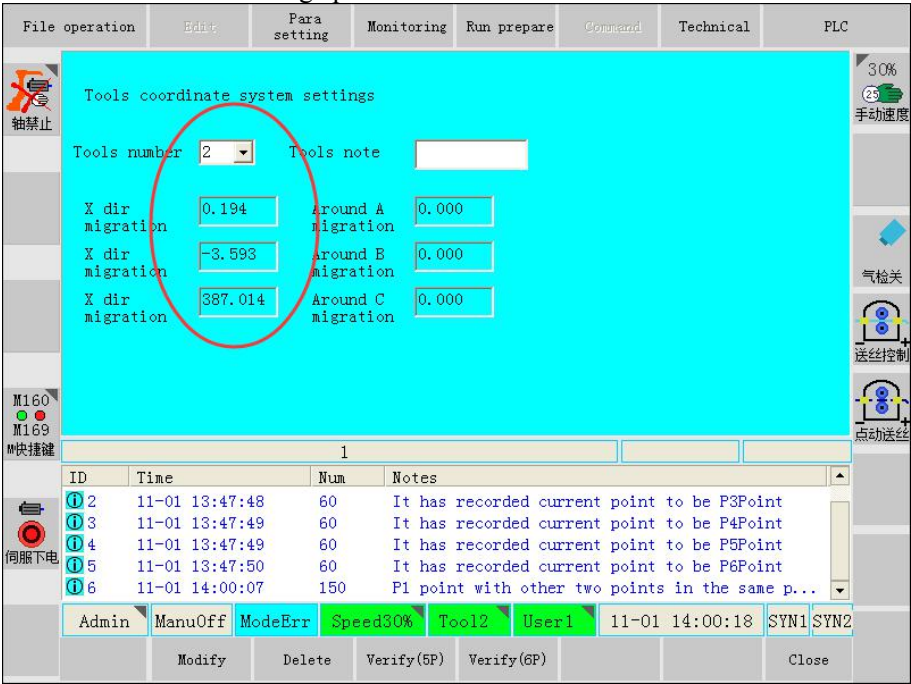 File operation Edit Para setting Monitoring Run prepare Command Technical PLC
30%
25
手动速度
轴禁止
Tools coordinate system settings
Tools number 2 Tools note
X dir migration 0.194 Around A migration 0.000
X dir migration -3.593 Around B migration 0.000
X dir migration 387.014 Around C migration 0.000
气检关
送丝控制
点动送丝
M160
M169
M快捷键
1
ID Time Num Notes
2 11-01 13:47:48 60 It has recorded current point to be P3Point
3 11-01 13:47:49 60 It has recorded current point to be P4Point
4 11-01 13:47:49 60 It has recorded current point to be P5Point
5 11-01 13:47:50 60 It has recorded current point to be P6Point
6 11-01 14:00:07 150 P1 point with other two points in the same p...
伺服下电
Admin ManuOff ModeErr Speed30% Tool2 User1 11-01 14:00:18 SYN1 SYN2
Modify Delete Verify(5P) Verify(6P) Close